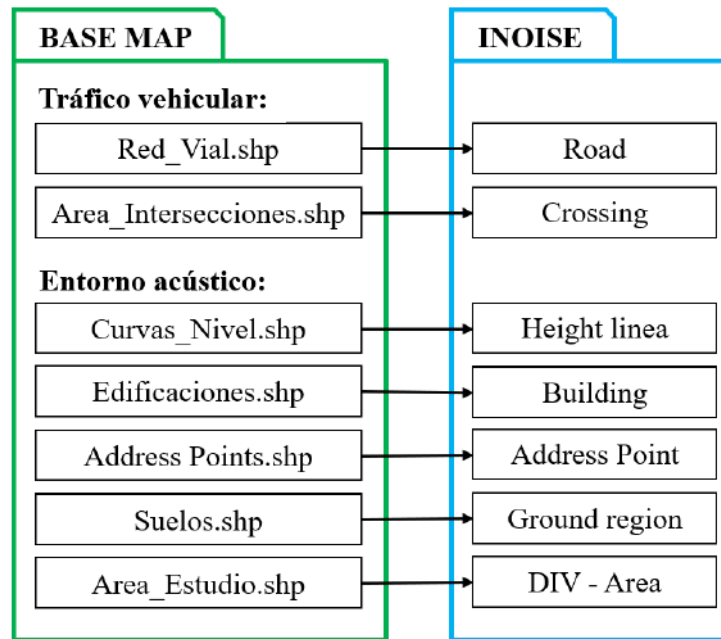 BASE MAP
INOISE
Tráfico vehicular:
Red_Vial.shp
Road
Area_Intersecciones.shp
Crossing
Entorno acústico:
Curvas_Nivel.shp
Height linea
Edificaciones.shp
Building
Address Points.shp
Address Point
Suelos.shp
Ground region
Area_Estudio.shp
DIV - Area